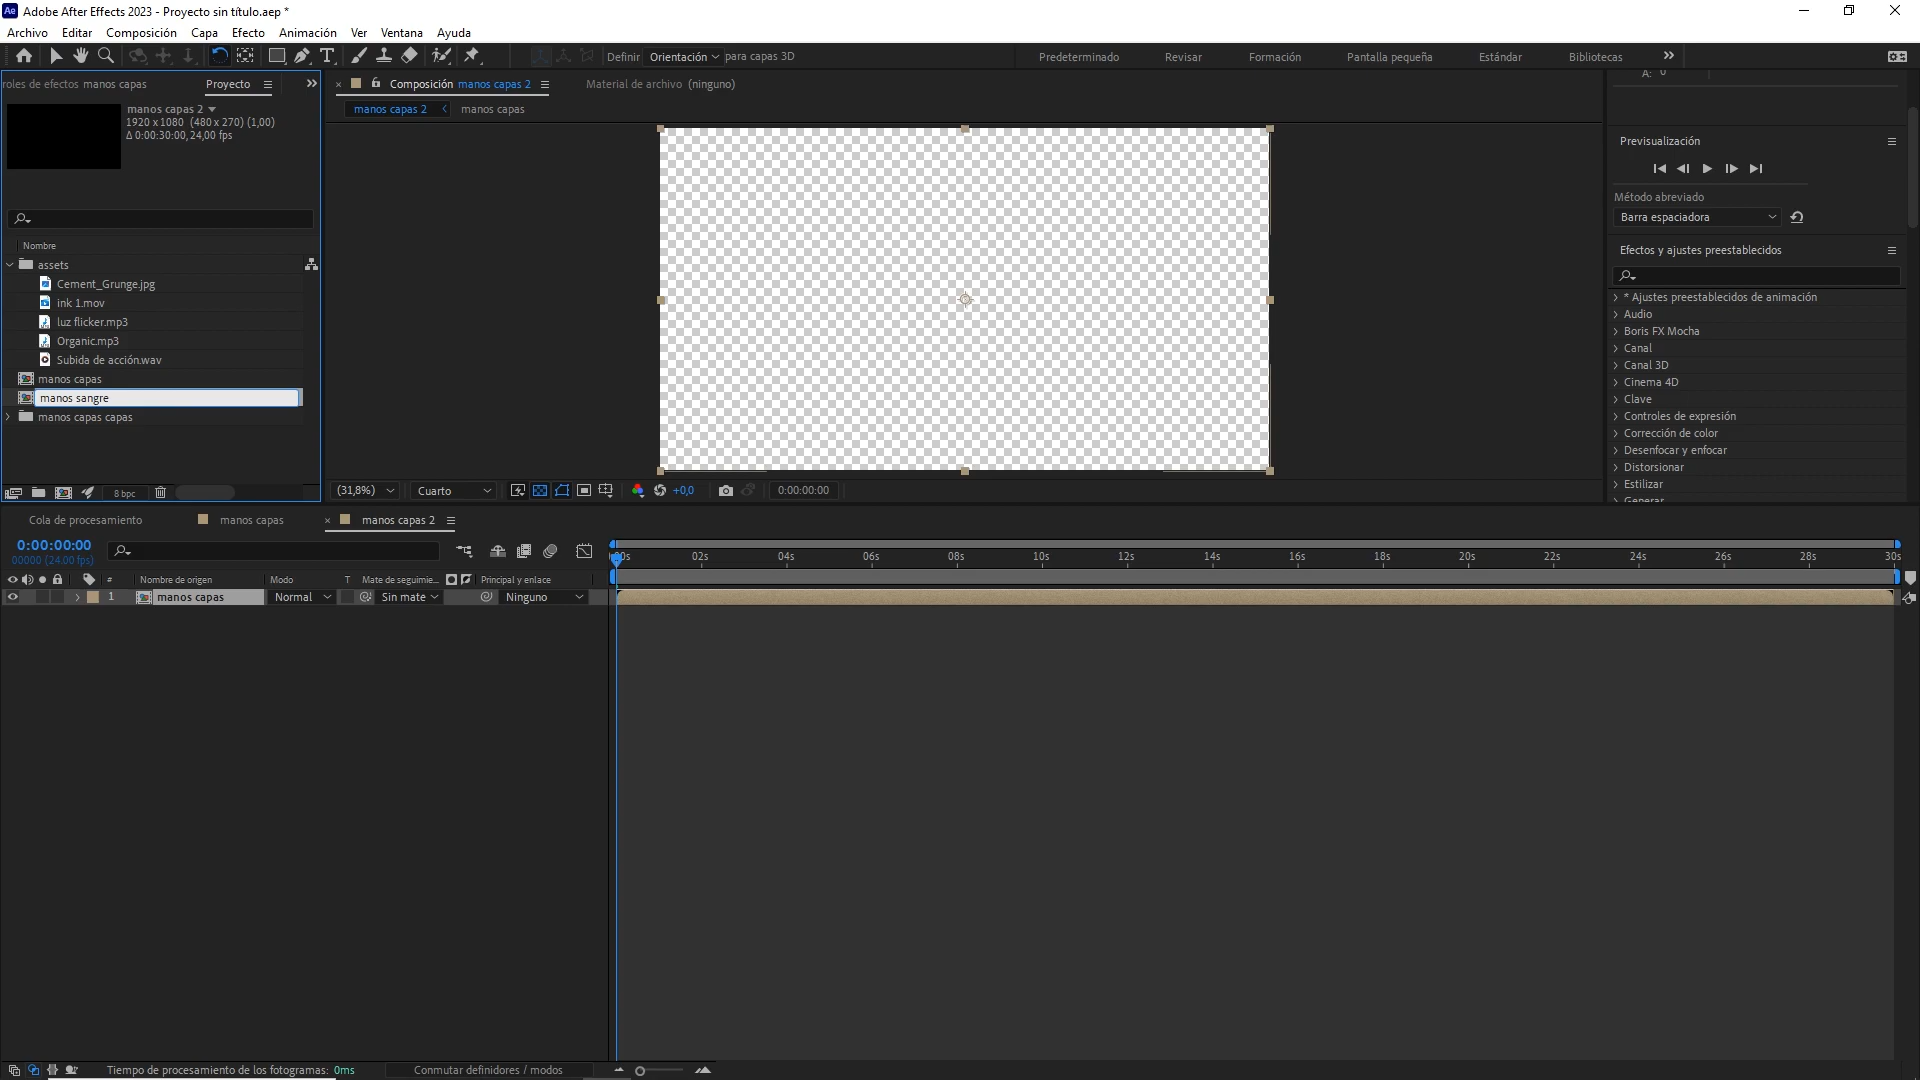 Adobe After Effects 2023 - Proyecto sin título.aep *
Archivo Editar Composición Capa Efecto Animación Ver Ventana Ayuda
Definir Orientación para capas 3D Predeterminado Revisar Formación Pantalla pequeña Estándar Bibliotecas
roles de efectos manos capas Proyecto
manos capas 2
1920 x 1080 (480 x 270) (1,00)
Δ 0:00:30:00, 24,00 fps
Nombre
assets
Cement_Grunge.jpg
ink 1.mov
luz flicker.mp3
Organic.mp3
Subida de acción.wav
manos capas
manos sangre
manos capas capas
8 bpc
Composición manos capas 2 Material de archivo (ninguno)
manos capas 2 manos capas
(31,8%) Cuarto +0,0 0:00:00:00
A: 0
Previsualización
Método abreviado
Barra espaciadora
Efectos y ajustes preestablecidos
* Ajustes preestablecidos de animación
Audio
Boris FX Mocha
Canal
Canal 3D
Cinema 4D
Clave
Controles de expresión
Corrección de color
Desenfocar y enfocar
Distorsionar
Estilizar
Generar
Cola de procesamiento manos capas manos capas 2
0:00:00:00
00000 (24.00 fps)
00s 02s 04s 06s 08s 10s 12s 14s 16s 18s 20s 22s 24s 26s 28s 30s
# Nombre de origen Modo T Mate de seguimie... Principal y enlace
1 manos capas Normal Sin mate Ninguno
Tiempo de procesamiento de los fotogramas: 0ms Conmutar definidores / modos